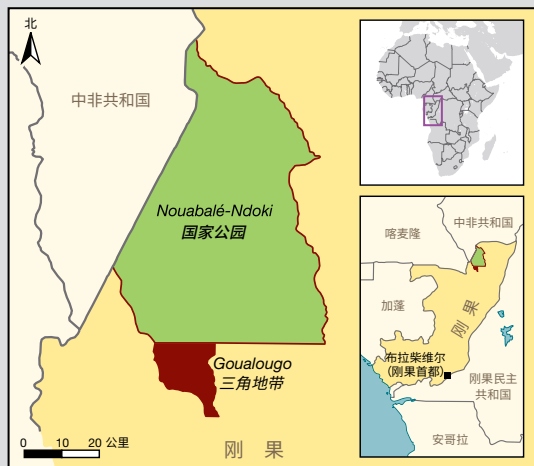 北
中非共和国
Nouabalé-Ndoki
国家公园
Goualougo
三角地带
0 10 20 公里
刚 果
中非共和国
喀麦隆
加蓬
刚 果
布拉柴维尔
(刚果首都)
刚果民主
共和国
安哥拉